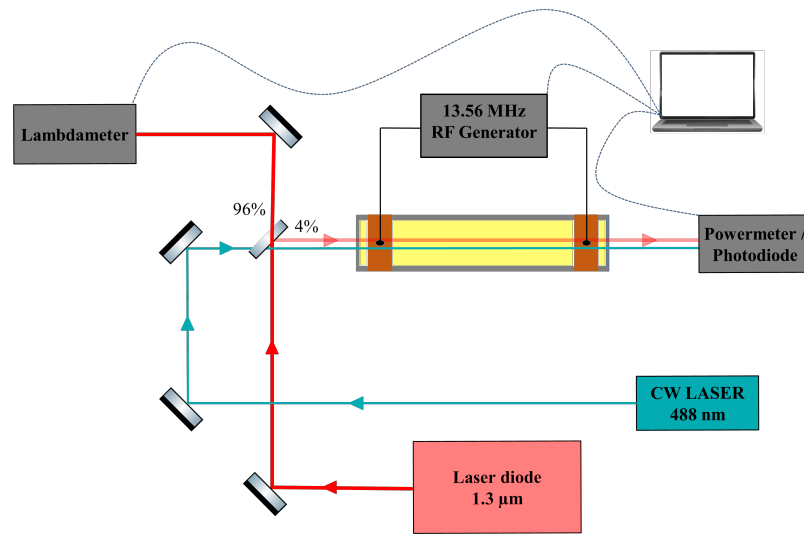 Lambdameter
13.56 MHz
RF Generator
96%
4%
Powermeter /
Photodiode
CW LASER
488 nm
Laser diode
1.3 µm